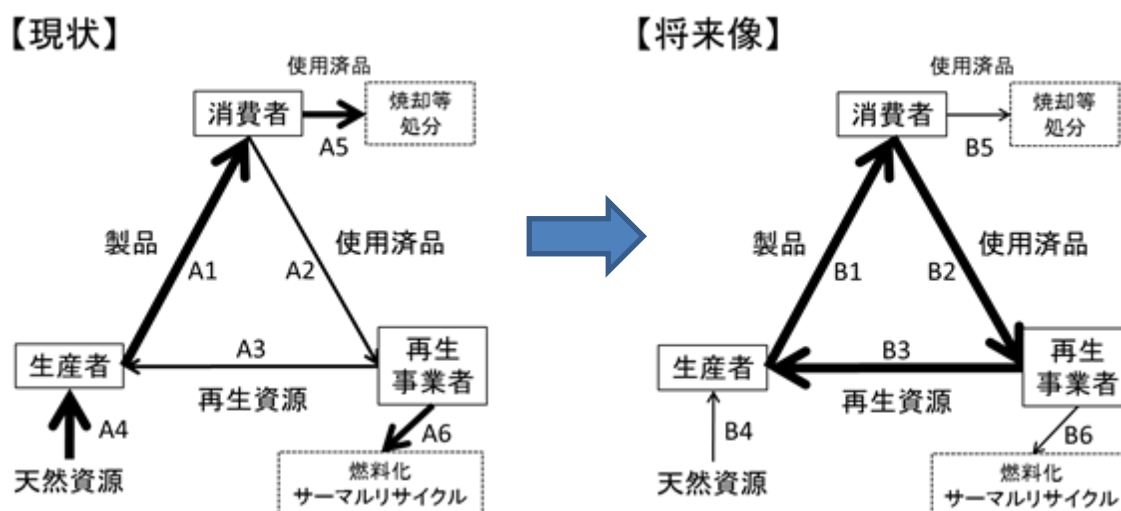 【現状】
使用済品
消費者
焼却等
処分
A5
製品
使用済品
A1
A2
A3
生産者
再生
事業者
再生資源
A4
A6
天然資源
燃料化
サーマルリサイクル
【将来像】
使用済品
消費者
焼却等
処分
B5
製品
使用済品
B1
B2
B3
生産者
再生
事業者
再生資源
B4
B6
天然資源
燃料化
サーマルリサイクル